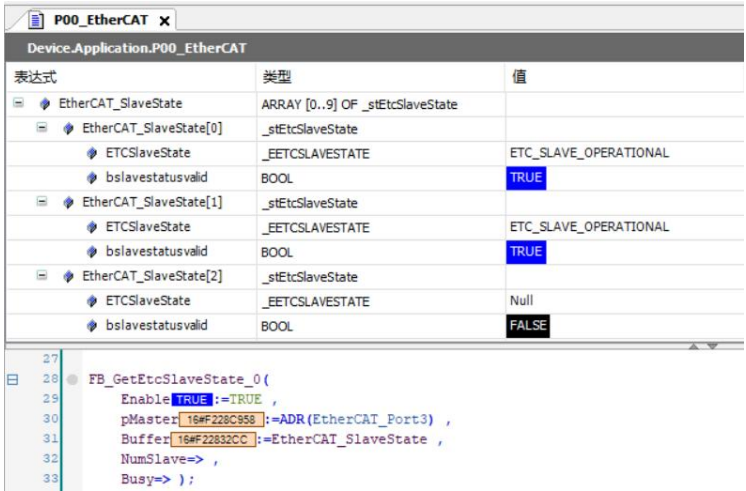 P00_EtherCAT x
Device.Application.P00_EtherCAT
表达式 类型 值
EtherCAT_SlaveState ARRAY [0..9] OF _stEtcSlaveState
EtherCAT_SlaveState[0] _stEtcSlaveState
ETCSlaveState _EETCSLAVESTATE ETC_SLAVE_OPERATIONAL
bslavestatusvalid BOOL TRUE
EtherCAT_SlaveState[1] _stEtcSlaveState
ETCSlaveState _EETCSLAVESTATE ETC_SLAVE_OPERATIONAL
bslavestatusvalid BOOL TRUE
EtherCAT_SlaveState[2] _stEtcSlaveState
ETCSlaveState _EETCSLAVESTATE Null
bslavestatusvalid BOOL FALSE
27
28 FB_GetEtcSlaveState_0(
29 Enable TRUE :=TRUE ,
30 pMaster 16#F228C958 :=ADR(EtherCAT_Port3) ,
31 Buffer 16#F22832CC :=EtherCAT_SlaveState ,
32 NumSlave=> ,
33 Busy=> );